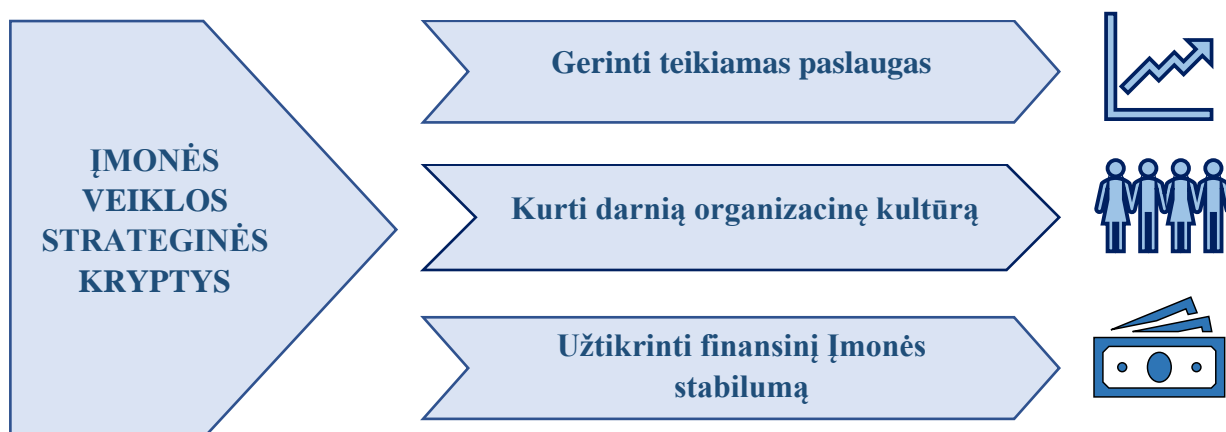 ĮMONĖS
VEIKLOS
STRATEGINĖS
KRYPTYS
Gerinti teikiamas paslaugas
Kurti darnią organizacinę kultūrą
Užtikrinti finansinį Įmonės
stabilumą